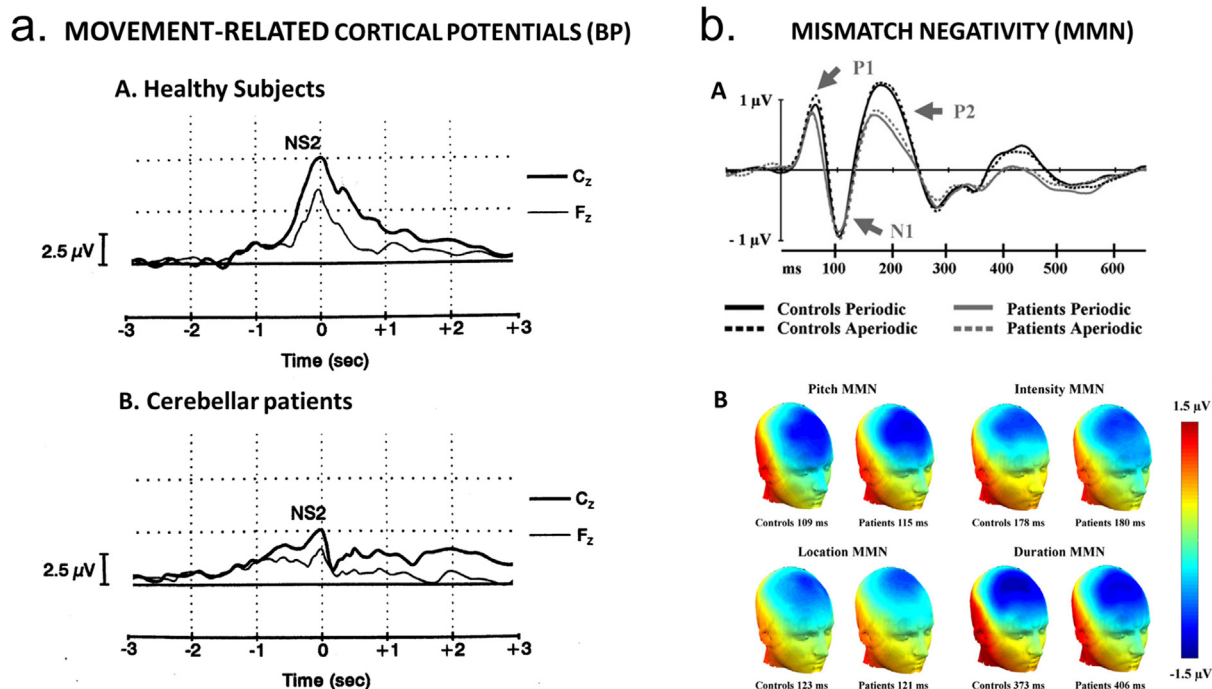 a. MOVEMENT-RELATED CORTICAL POTENTIALS (BP)
A. Healthy Subjects
NS2
Cz
Fz
2.5 µV
-3 -2 -1 0 +1 +2 +3
Time (sec)
B. Cerebellar patients
NS2
Cz
Fz
2.5 µV
-3 -2 -1 0 +1 +2 +3
Time (sec)
b. MISMATCH NEGATIVITY (MMN)
A
P1
1 µV
P2
N1
- 1 µV
ms 100 200 300 400 500 600
Controls Periodic Patients Periodic
Controls Aperiodic Patients Aperiodic
B
Pitch MMN Intensity MMN
1.5 µV
Controls 109 ms Patients 115 ms Controls 178 ms Patients 180 ms
Location MMN Duration MMN
-1.5 µV
Controls 123 ms Patients 121 ms Controls 373 ms Patients 406 ms